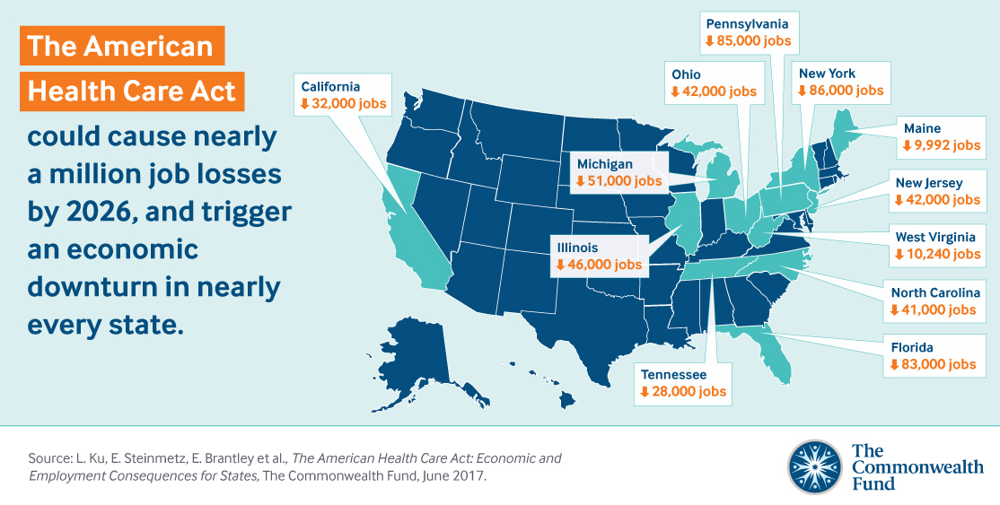 The American
Health Care Act
could cause nearly
a million job losses
by 2026, and trigger
an economic
downturn in nearly
every state.
California
32,000 jobs
Pennsylvania
85,000 jobs
Ohio
42,000 jobs
New York
86,000 jobs
Maine
9,992 jobs
Michigan
51,000 jobs
New Jersey
42,000 jobs
West Virginia
10,240 jobs
Illinois
46,000 jobs
North Carolina
41,000 jobs
Florida
83,000 jobs
Tennessee
28,000 jobs
Source: L. Ku, E. Steinmetz, E. Brantley et al., The American Health Care Act: Economic and
Employment Consequences for States, The Commonwealth Fund, June 2017.
The
Commonwealth
Fund